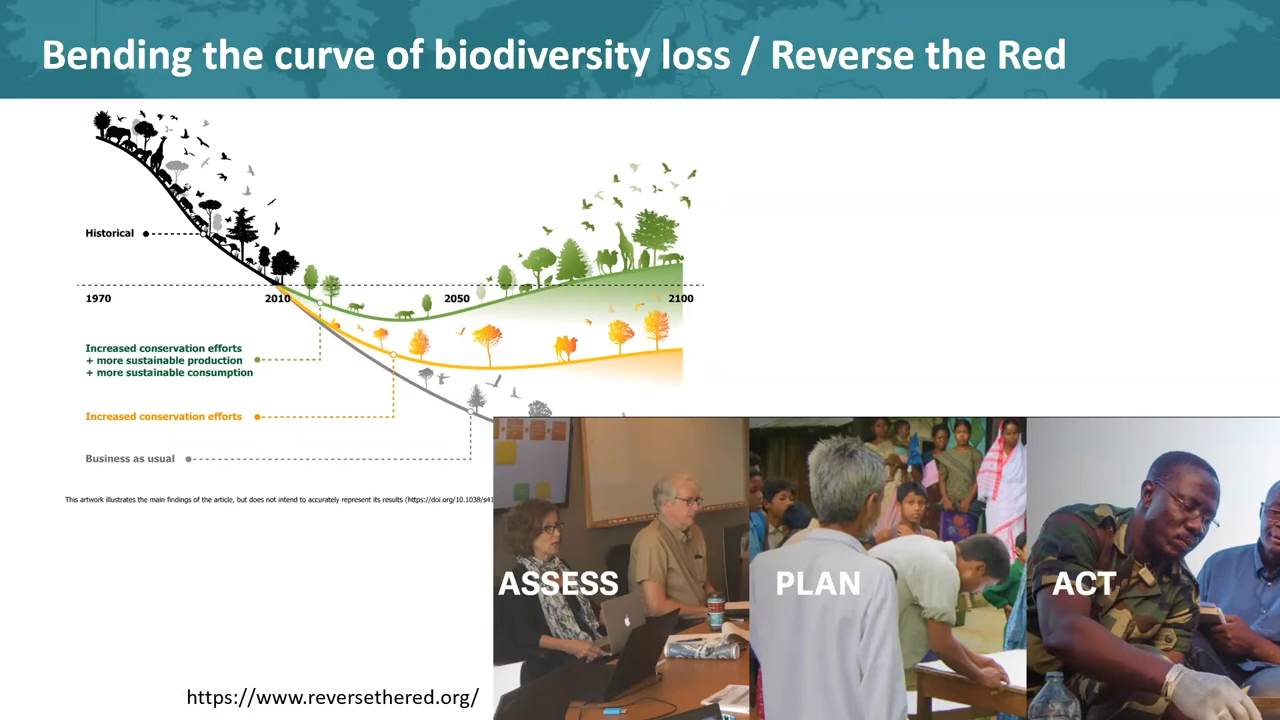 Bending the curve of biodiversity loss / Reverse the Red
Historical
1970
2010
2050
2100
Increased conservation efforts
+ more sustainable production
+ more sustainable consumption
Increased conservation efforts
Business as usual
This artwork illustrates the main findings of the article, but does not intend to accurately represent its results (https://doi.org/10.1038/s41
ASSESS
PLAN
ACT
https://www.reversethered.org/